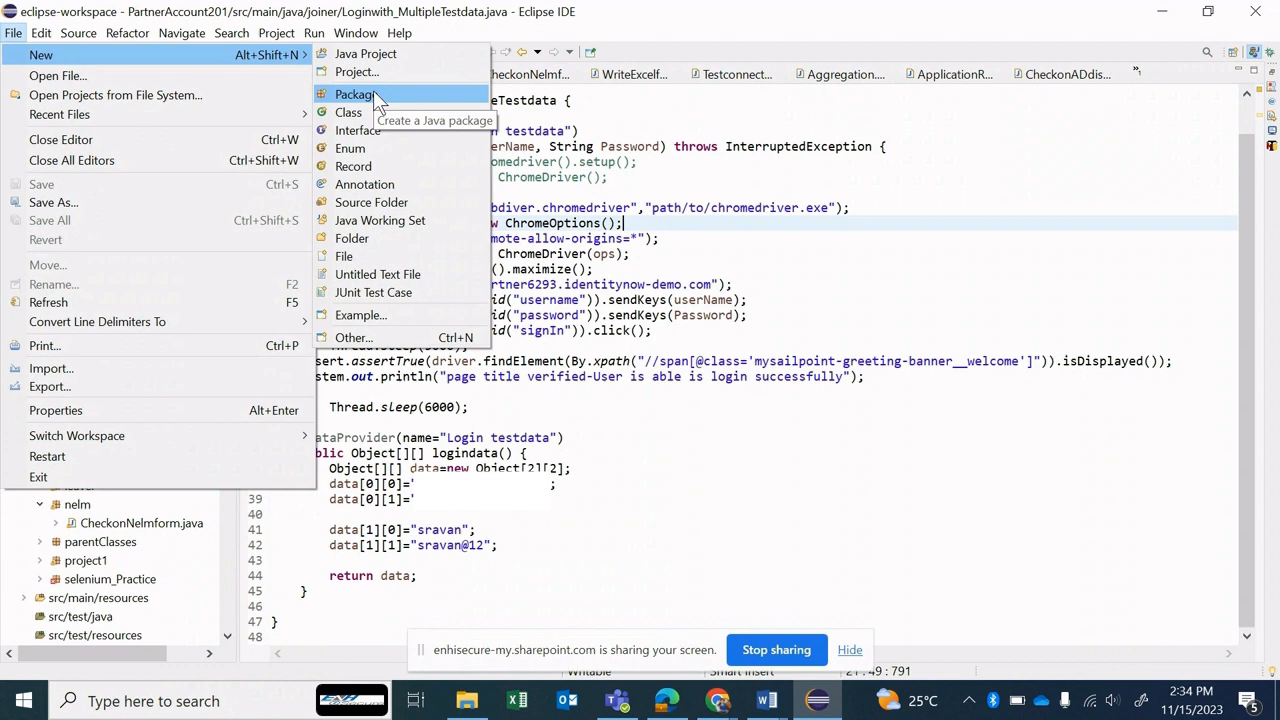 eclipse-workspace - PartnerAccount201/src/main/java/joiner/Loginwith_MultipleTestdata.java - Eclipse IDE
File Edit Source Refactor Navigate Search Project Run Window Help
New Alt+Shift+N
Open File...
Open Projects from File System...
Recent Files
Close Editor Ctrl+W
Close All Editors Ctrl+Shift+W
Save Ctrl+S
Save As...
Save All Ctrl+Shift+S
Revert
Move...
Rename... F2
Refresh F5
Convert Line Delimiters To
Print... Ctrl+P
Import...
Export...
Properties Alt+Enter
Switch Workspace
Restart
Exit
Java Project
Project...
Package
Class
Interface
Enum
Record
Annotation
Source Folder
Java Working Set
Folder
File
Untitled Text File
JUnit Test Case
Example...
Other... Ctrl+N
Create a Java package
heckonNelmf... WriteExcelf... Testconnect... Aggregation... ApplicationR... CheckonADdis...
eTestdata {
testdata")
erName, String Password) throws InterruptedException {
chromedriver().setup();
ChromeDriver();
bdiver.chromedriver","path/to/chromedriver.exe");
w ChromeOptions();
mote-allow-origins=*");
ChromeDriver(ops);
().maximize();
rtner6293.identitynow-demo.com");
id("username")).sendKeys(userName);
id("password")).sendKeys(Password);
id("signIn")).click();
sert.assertTrue(driver.findElement(By.xpath("//span[@class='mysailpoint-greeting-banner__welcome']")).isDisplayed());
stem.out.println("page title verified-User is able is login successfully");
Thread.sleep(6000);
ataProvider(name="Login testdata")
blic Object[][] logindata() {
Object[][] data=new Object[2][2];
data[0][0]=" ;
39 data[0][1]="
40
41 data[1][0]="sravan";
42 data[1][1]="sravan@12";
43
44 return data;
45 }
46
47 }
48
nelm
CheckonNelmform.java
parentClasses
project1
selenium_Practice
src/main/resources
src/test/java
src/test/resources
enhisecure-my.sharepoint.com is sharing your screen. Stop sharing Hide
Writable Smart Insert 21 : 49 : 791
Type here to search
25°C
2:34 PM
11/15/2023
5